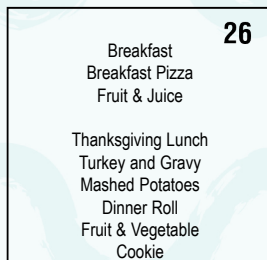 26
Breakfast
Breakfast Pizza
Fruit & Juice
Thanksgiving Lunch
Turkey and Gravy
Mashed Potatoes
Dinner Roll
Fruit & Vegetable
Cookie